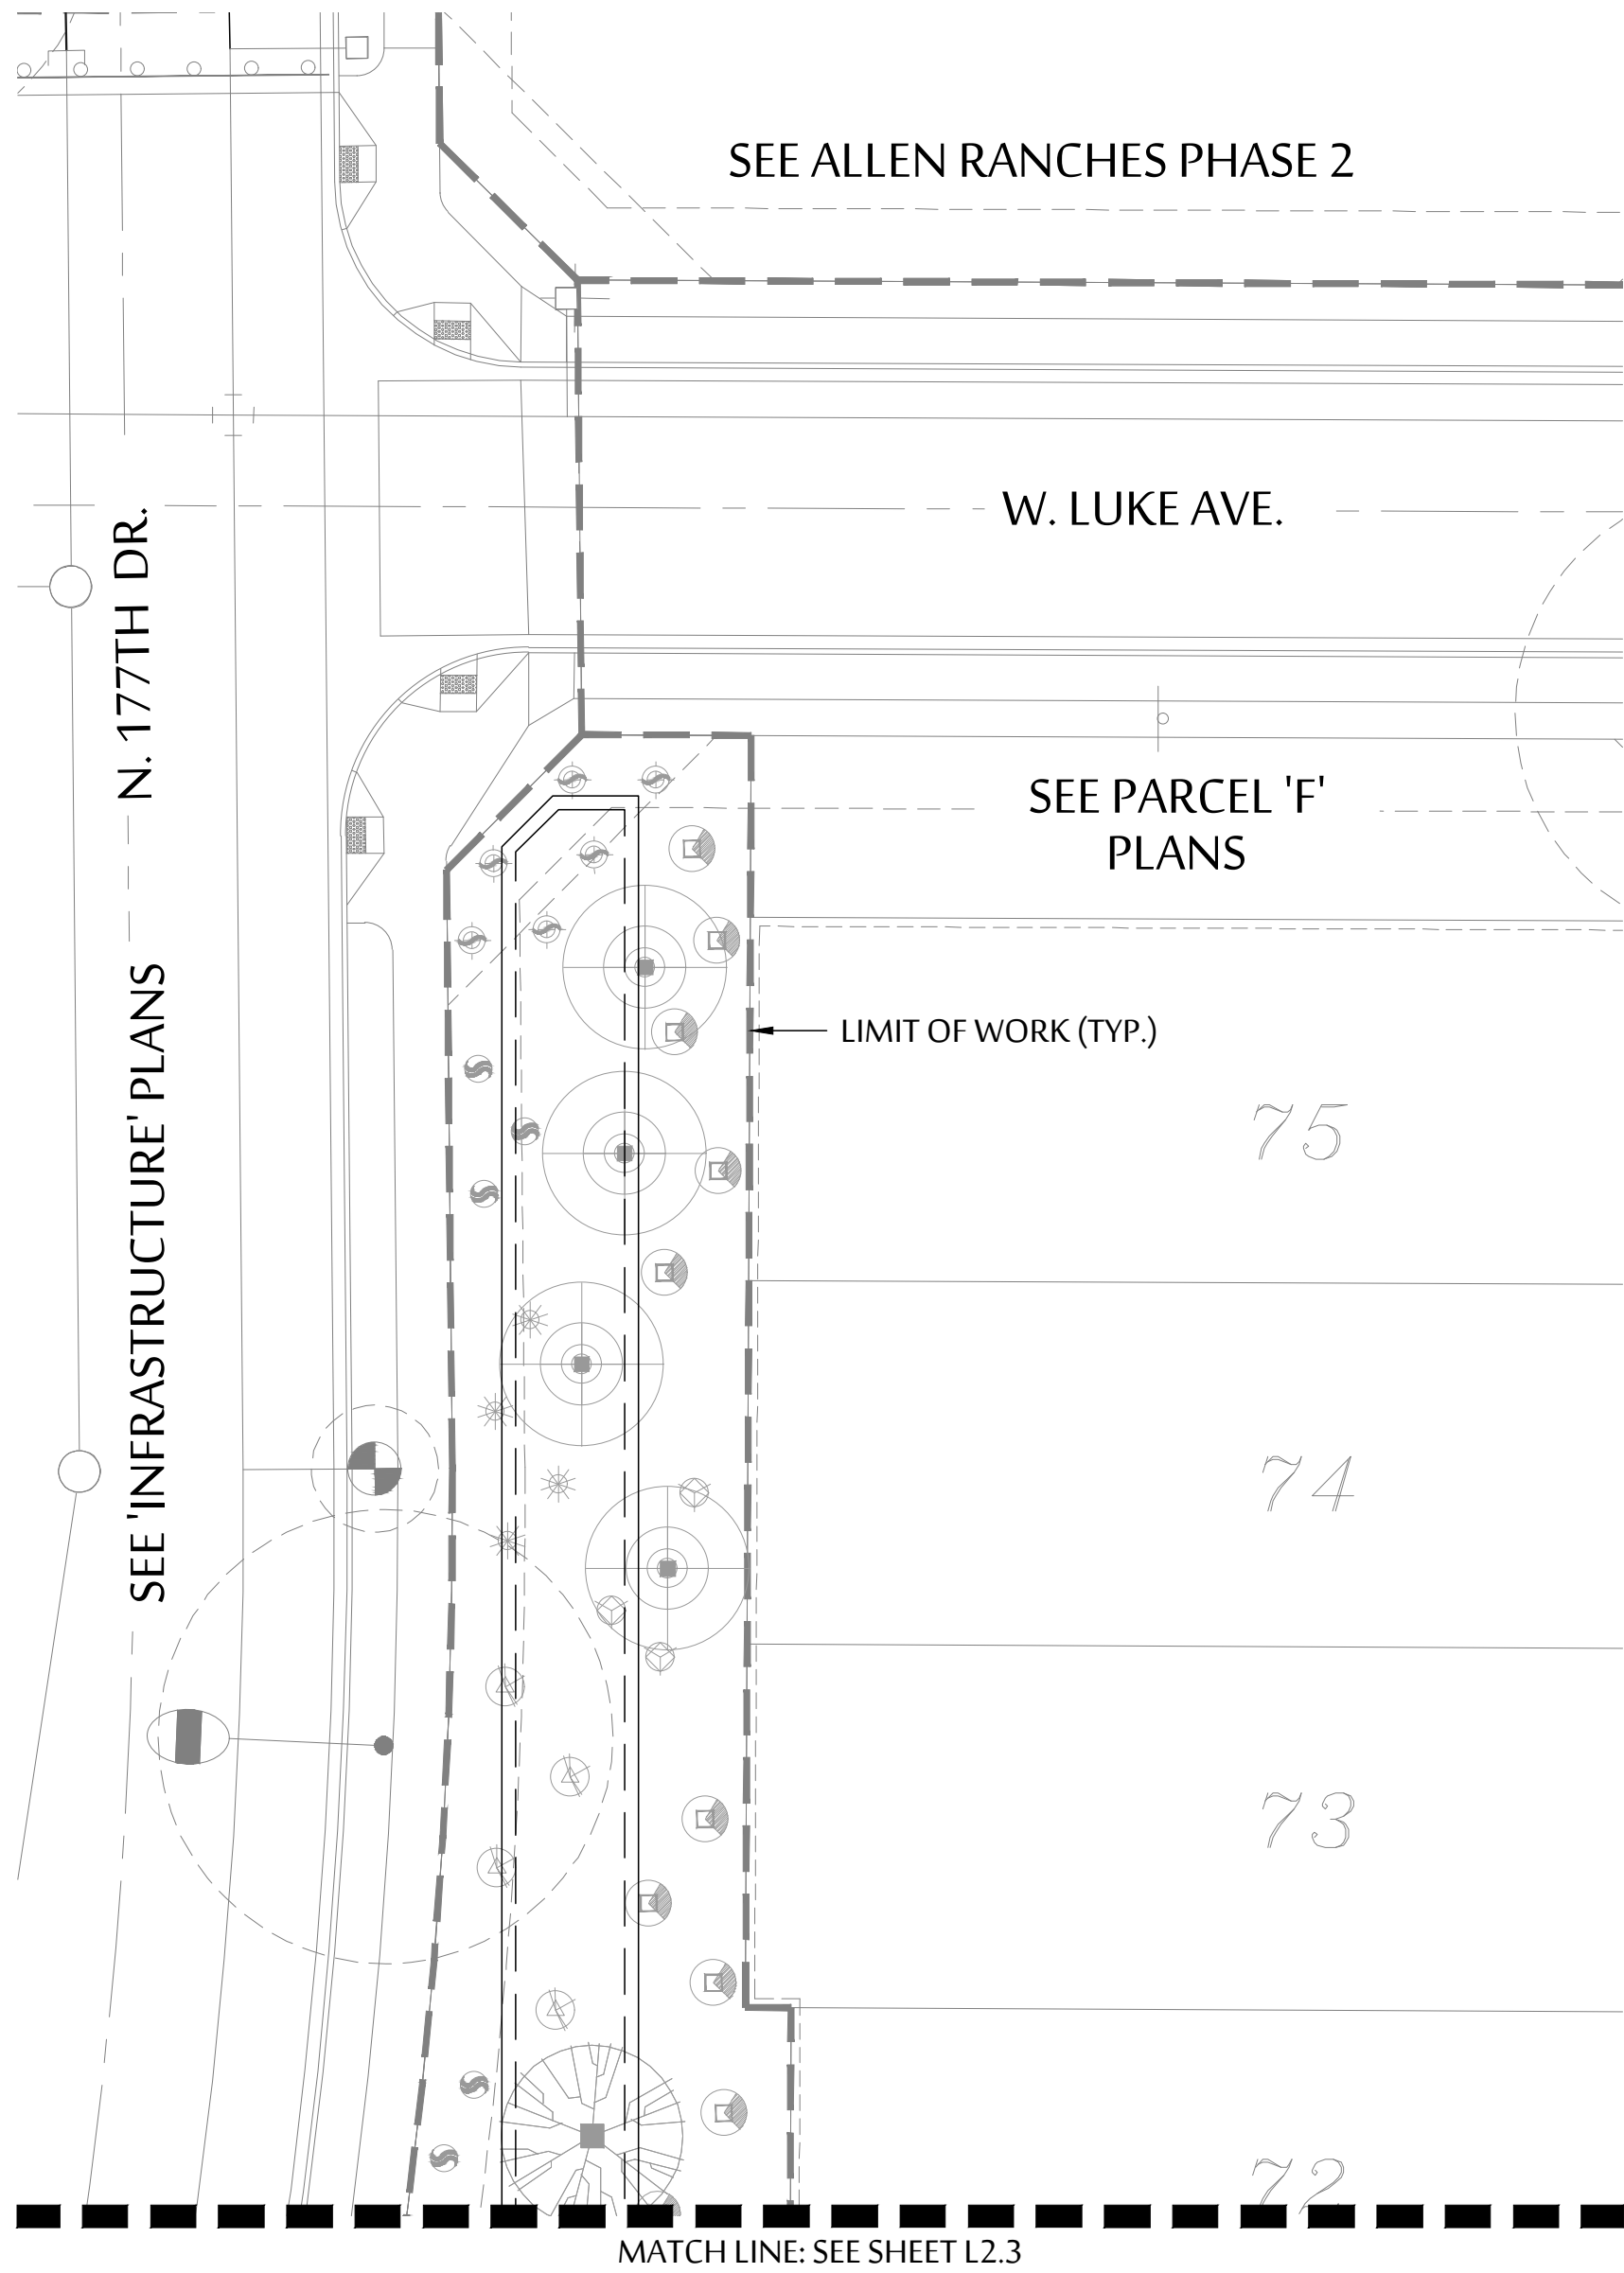 SEE ALLEN RANCHES PHASE 2
W. LUKE AVE.
N. 177TH DR.
SEE PARCEL 'F'
PLANS
SEE 'INFRASTRUCTURE' PLANS
LIMIT OF WORK (TYP.)
75
74
73
72
MATCH LINE: SEE SHEET L2.3